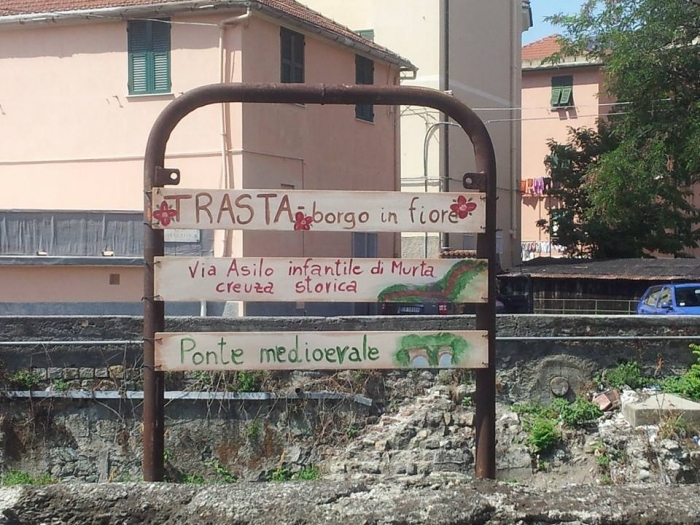 TRASTA-borgo in fiore
Via Asilo infantile di Murta
creuza storica
Ponte medioevale